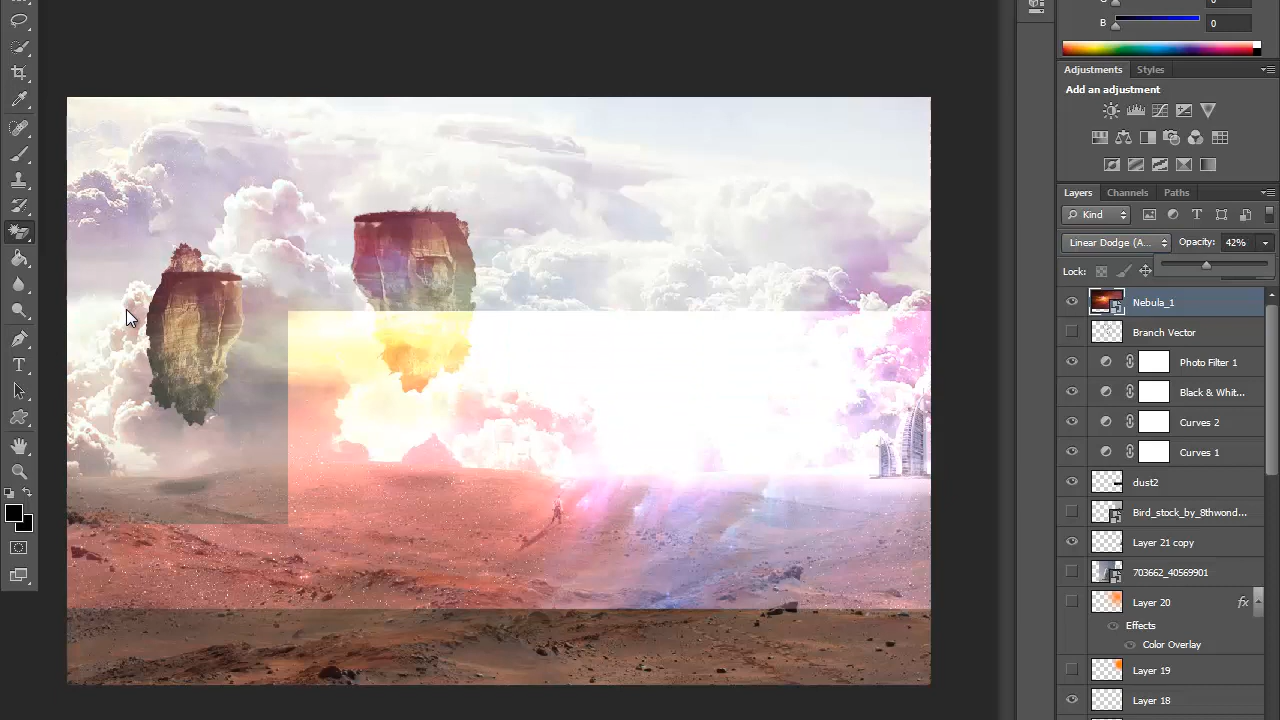 B 0
Adjustments Styles
Add an adjustment
Layers Channels Paths
Kind
Linear Dodge (A... Opacity: 42%
Lock:
Nebula_1
Branch Vector
Photo Filter 1
Black & Whit...
Curves 2
Curves 1
dust2
Bird_stock_by_8thwond...
Layer 21 copy
703662_40569901
Layer 20 fx
Effects
Color Overlay
Layer 19
Layer 18